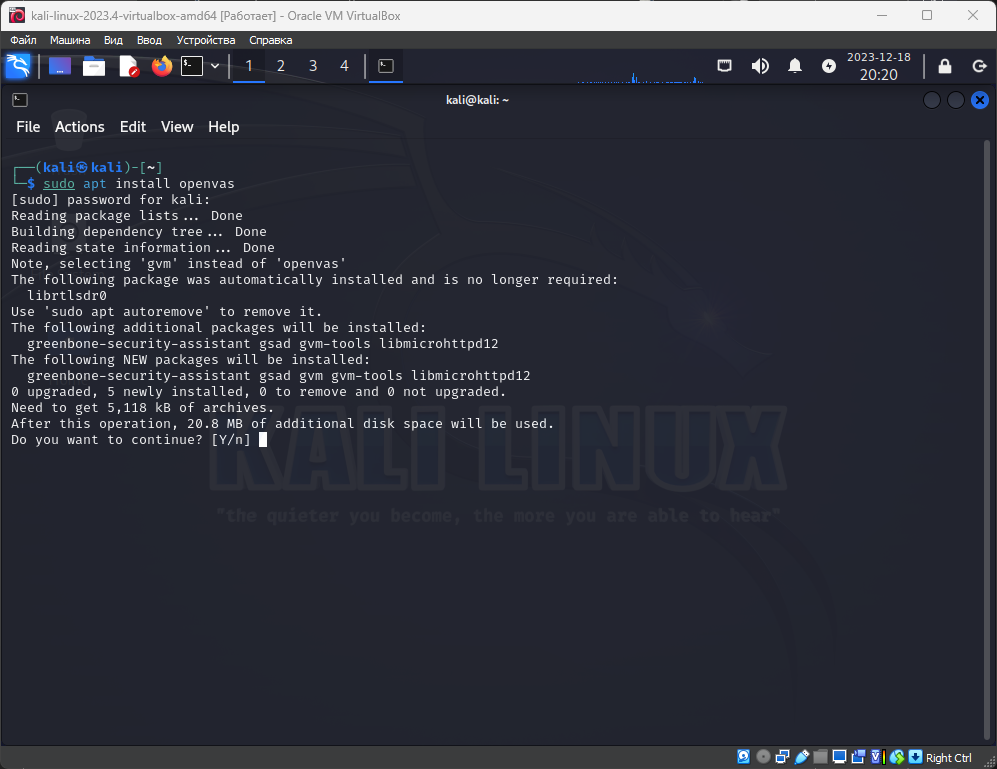 kali-linux-2023.4-virtualbox-amd64 [Работает] - Oracle VM VirtualBox
Файл Машина Вид Ввод Устройства Справка
1 2 3 4
2023-12-18
20:20
kali@kali: ~
File Actions Edit View Help
┌──(kali㉿kali)-[~]
└─$ sudo apt install openvas
[sudo] password for kali:
Reading package lists... Done
Building dependency tree... Done
Reading state information... Done
Note, selecting 'gvm' instead of 'openvas'
The following package was automatically installed and is no longer required:
librtlsdr0
Use 'sudo apt autoremove' to remove it.
The following additional packages will be installed:
greenbone-security-assistant gsad gvm-tools libmicrohttpd12
The following NEW packages will be installed:
greenbone-security-assistant gsad gvm gvm-tools libmicrohttpd12
0 upgraded, 5 newly installed, 0 to remove and 0 not upgraded.
Need to get 5,118 kB of archives.
After this operation, 20.8 MB of additional disk space will be used.
Do you want to continue? [Y/n]
KALI LINUX
"the quieter you become, the more you are able to hear"
Right Ctrl